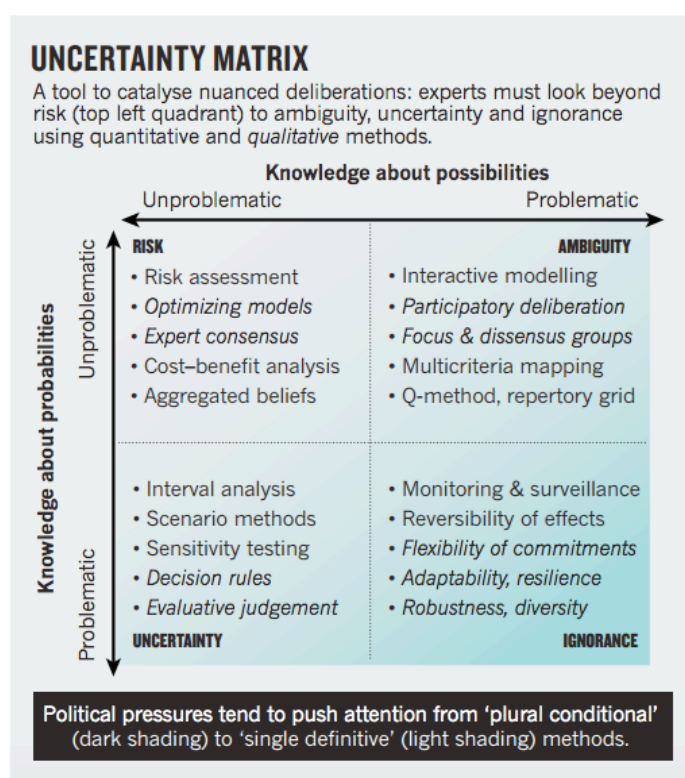 UNCERTAINTY MATRIX
A tool to catalyse nuanced deliberations: experts must look beyond
risk (top left quadrant) to ambiguity, uncertainty and ignorance
using quantitative and qualitative methods.
Knowledge about possibilities
Unproblematic
Problematic
Knowledge about probabilities
Unproblematic
Problematic
RISK
• Risk assessment
• Optimizing models
• Expert consensus
• Cost–benefit analysis
• Aggregated beliefs
AMBIGUITY
• Interactive modelling
• Participatory deliberation
• Focus & dissensus groups
• Multicriteria mapping
• Q-method, repertory grid
• Interval analysis
• Scenario methods
• Sensitivity testing
• Decision rules
• Evaluative judgement
UNCERTAINTY
• Monitoring & surveillance
• Reversibility of effects
• Flexibility of commitments
• Adaptability, resilience
• Robustness, diversity
IGNORANCE
Political pressures tend to push attention from ‘plural conditional’
(dark shading) to ‘single definitive’ (light shading) methods.